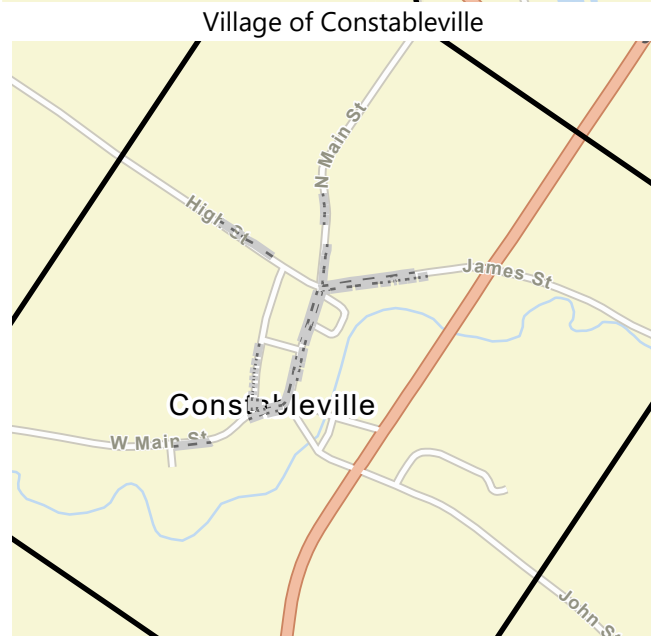 Village of Constableville
N Main St
High St
James St
Constableville
W Main St
John St